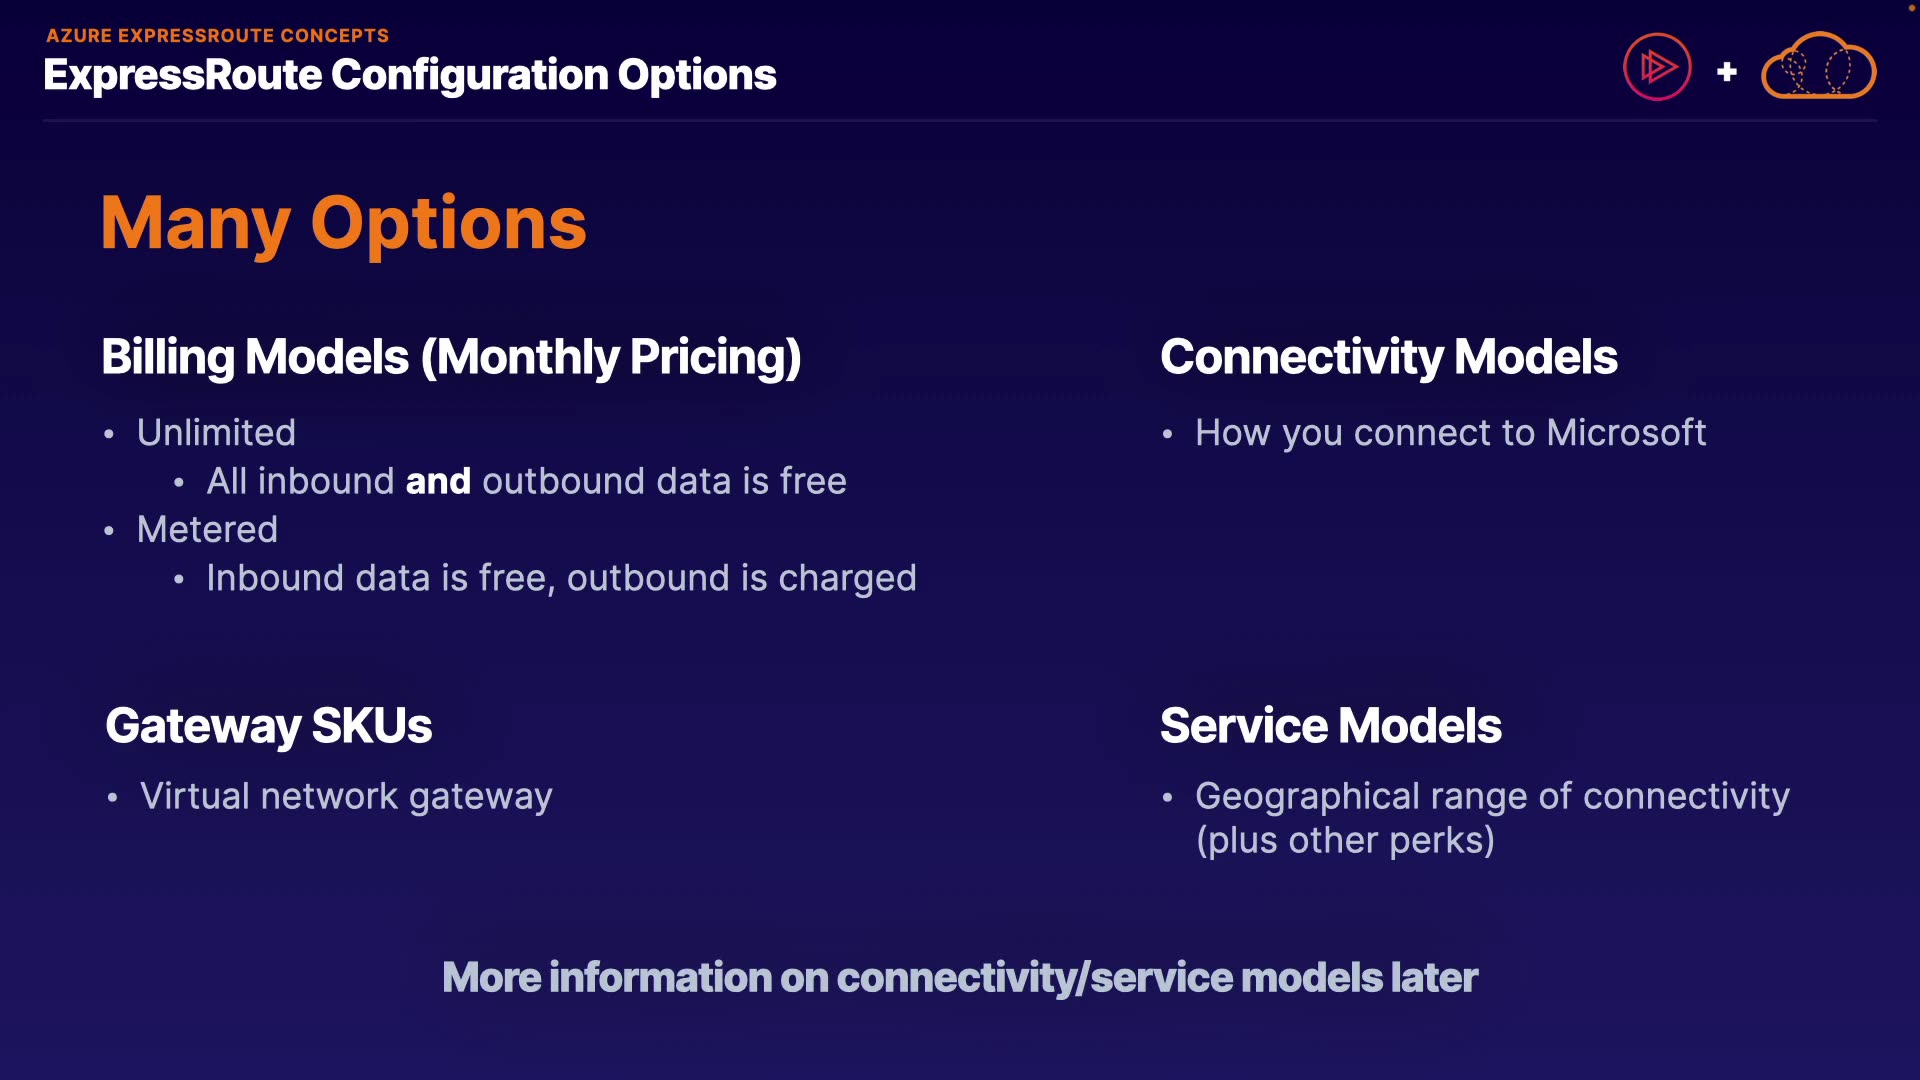 AZURE EXPRESSROUTE CONCEPTS
ExpressRoute Configuration Options
Many Options
Billing Models (Monthly Pricing)
• Unlimited
• All inbound and outbound data is free
• Metered
• Inbound data is free, outbound is charged
Connectivity Models
• How you connect to Microsoft
Gateway SKUs
• Virtual network gateway
Service Models
• Geographical range of connectivity
(plus other perks)
More information on connectivity/service models later